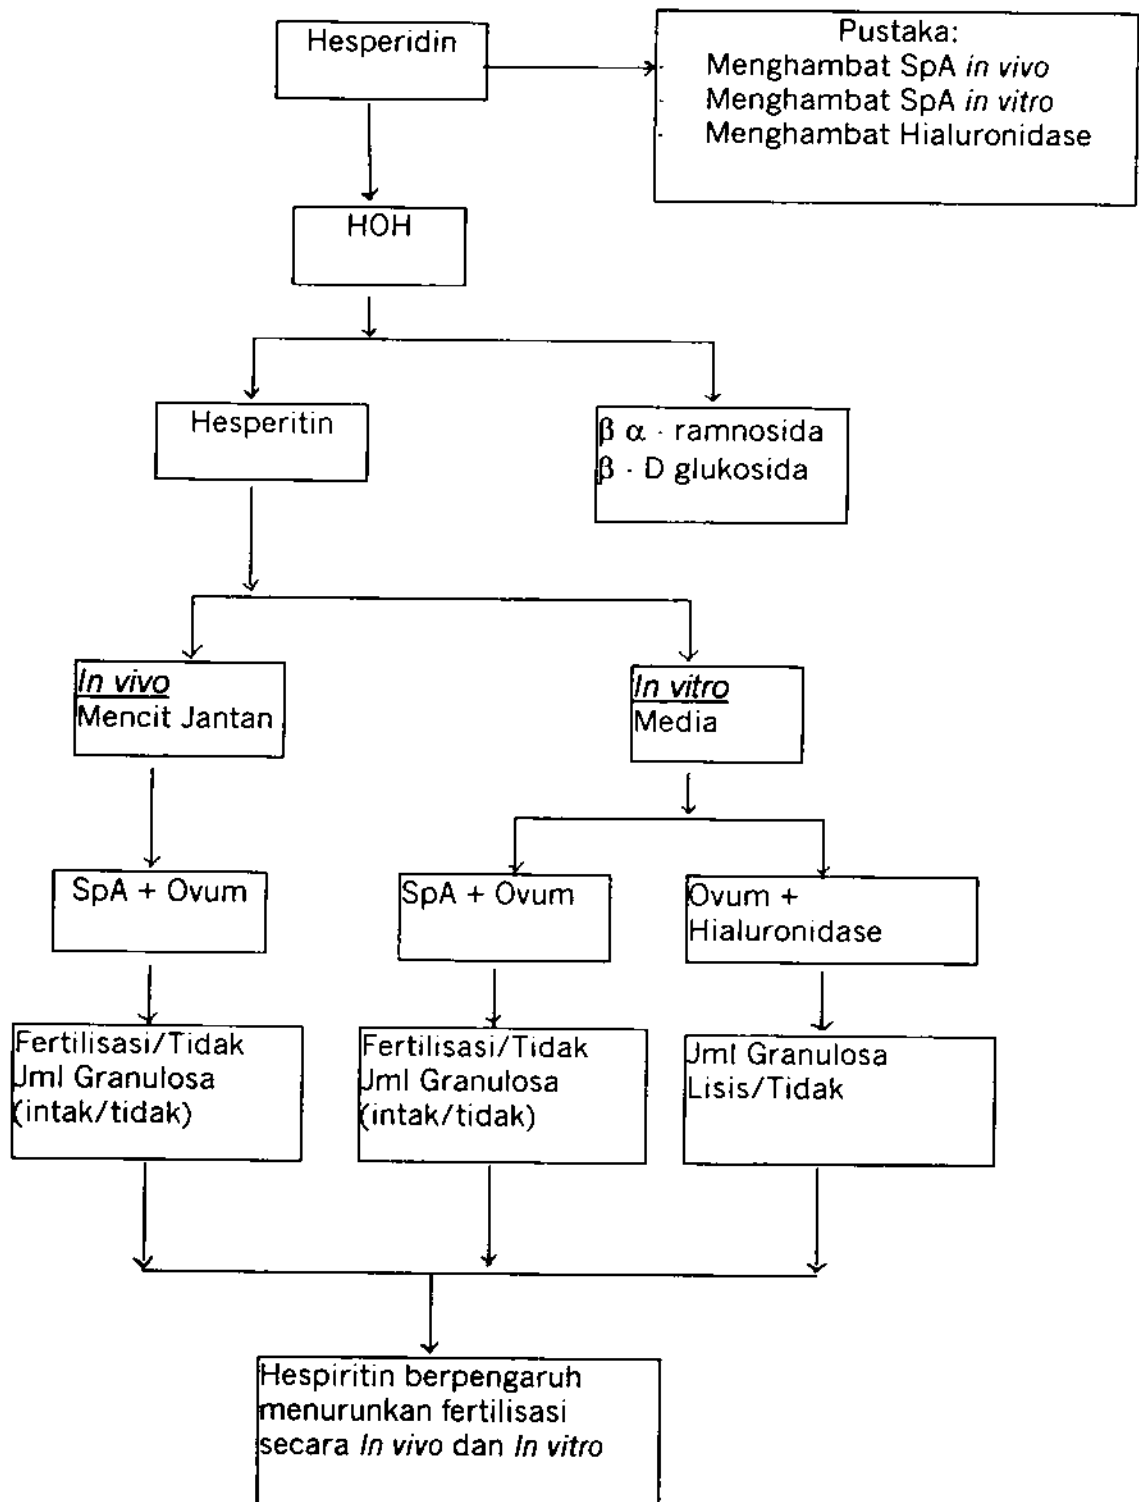 Hesperidin
Pustaka:
- Menghambat SpA in vivo
- Menghambat SpA in vitro
- Menghambat Hialuronidase
HOH
Hesperitin
β α - ramnosida
β - D glukosida
In vivo
Mencit Jantan
In vitro
Media
SpA + Ovum
SpA + Ovum
Ovum +
Hialuronidase
Fertilisasi/Tidak
Jml Granulosa
(intak/tidak)
Fertilisasi/Tidak
Jml Granulosa
(intak/tidak)
Jml Granulosa
Lisis/Tidak
Hespiritin berpengaruh
menurunkan fertilisasi
secara In vivo dan In vitro